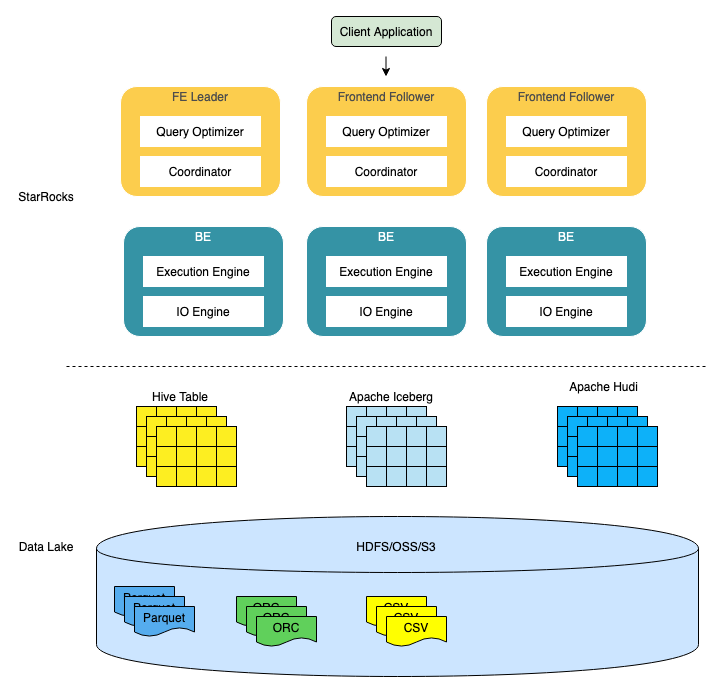 Client Application
FE Leader
Frontend Follower
Frontend Follower
Query Optimizer
Query Optimizer
Query Optimizer
Coordinator
Coordinator
Coordinator
StarRocks
BE
BE
BE
Execution Engine
Execution Engine
Execution Engine
IO Engine
IO Engine
IO Engine
Hive Table
Apache Iceberg
Apache Hudi
Data Lake
HDFS/OSS/S3
Parquet
Parquet
Parquet
ORC
ORC
ORC
CSV
CSV
CSV